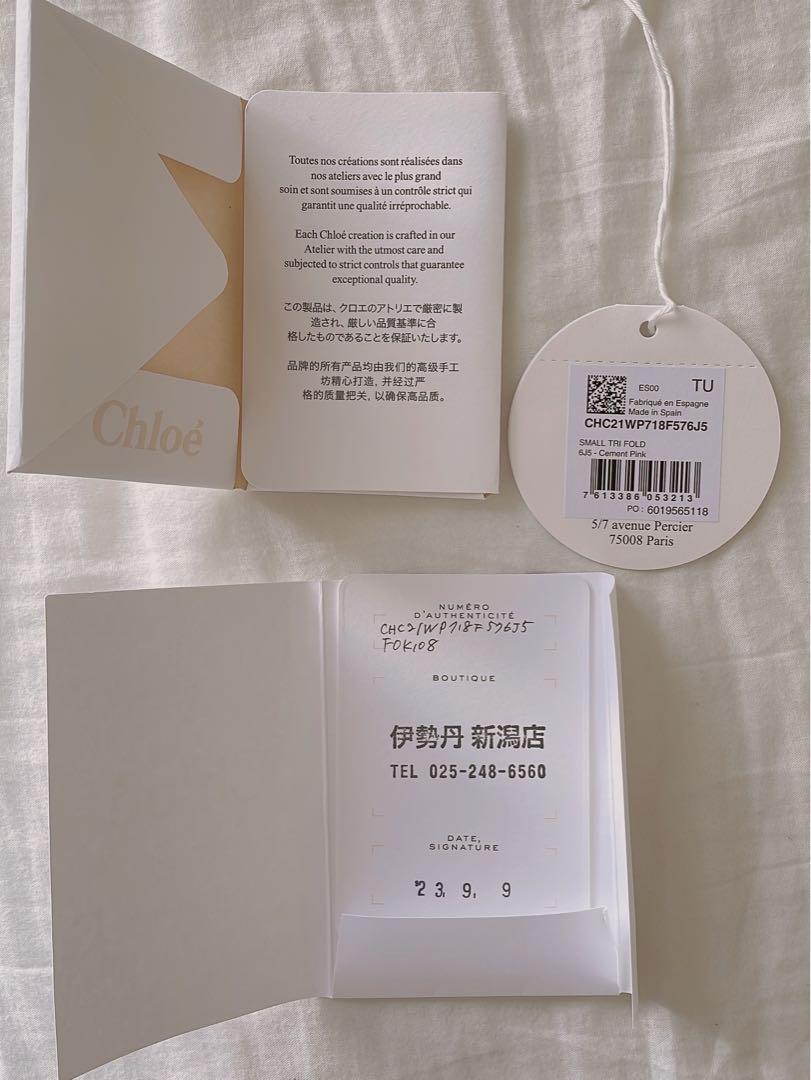 Toutes nos créations sont réalisées dans
nos ateliers avec le plus grand
soin et sont soumises à un contrôle strict qui
garantit une qualité irréprochable.
Each Chloé creation is crafted in our
Atelier with the utmost care and
subjected to strict controls that guarantee
exceptional quality.
この製品は、クロエのアトリエで厳密に製
造され、厳しい品質基準に合
格したものであることを保証いたします。
品牌的所有产品均由我们的高级手工
坊精心打造，并经过严
格的质量把关，以确保高品质。
Chloé
ES00 TU
Fabriqué en Espagne
Made in Spain
CHC21WP718F576J5
SMALL TRI FOLD
6J5 - Cement Pink
7 613386 053213
PO : 6019565118
5/7 avenue Percier
75008 Paris
NUMÉRO
D'AUTHENTICITÉ
CHC21WP718F576J5
FOK108
BOUTIQUE
伊勢丹 新潟店
TEL 025-248-6560
DATE,
SIGNATURE
'23. 9. 9